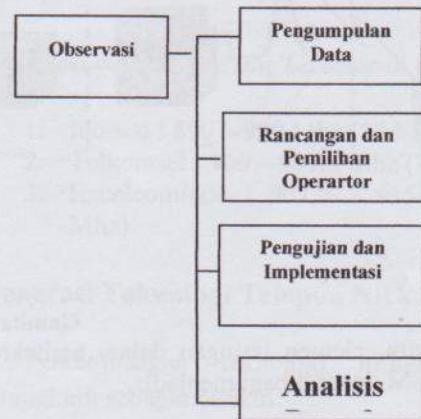 Observasi
Pengumpulan
Data
Rancangan dan
Pemilihan
Operartor
Pengujian dan
Implementasi
Analisis